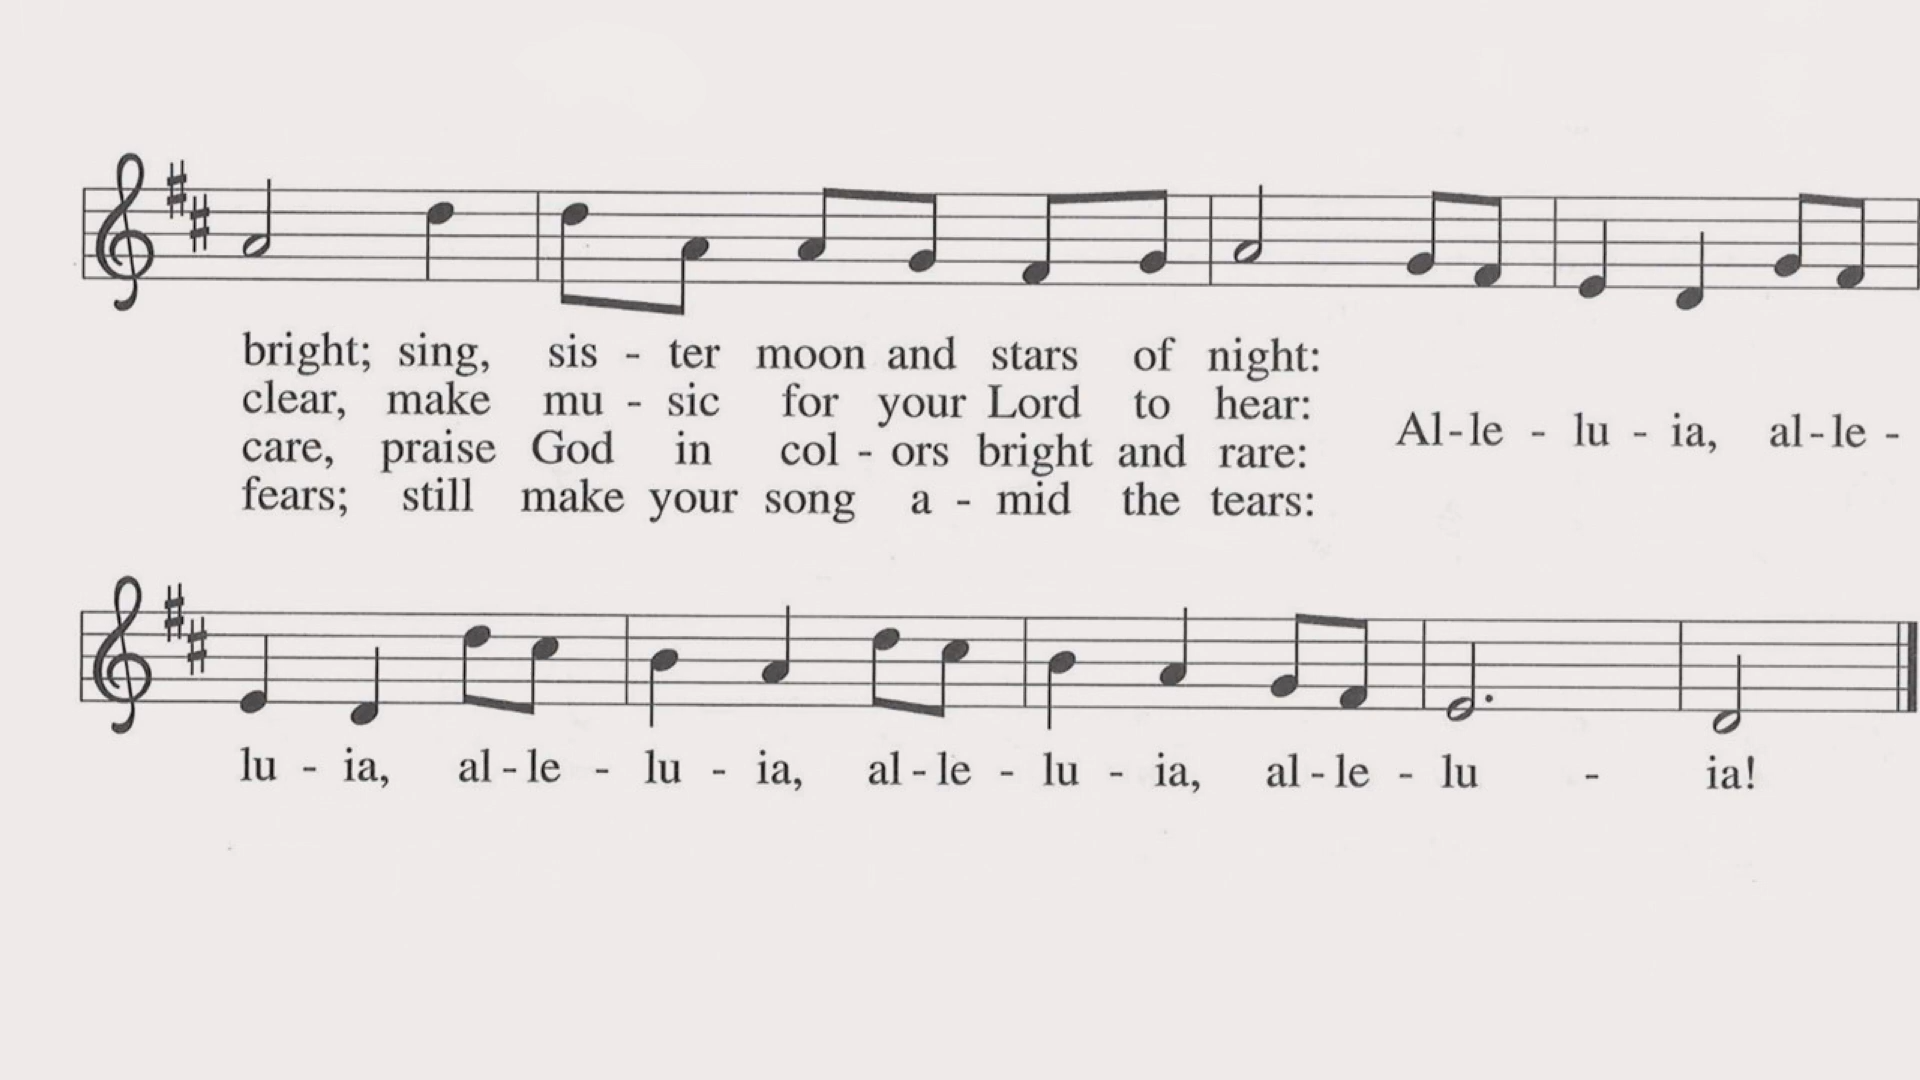 bright; sing, sis - ter moon and stars of night:
clear, make mu - sic for your Lord to hear:
Al-le - lu - ia, al-le -
care, praise God in col - ors bright and rare:
fears; still make your song a - mid the tears:
lu - ia, al-le - lu - ia, al-le - lu - ia, al-le - lu - ia!